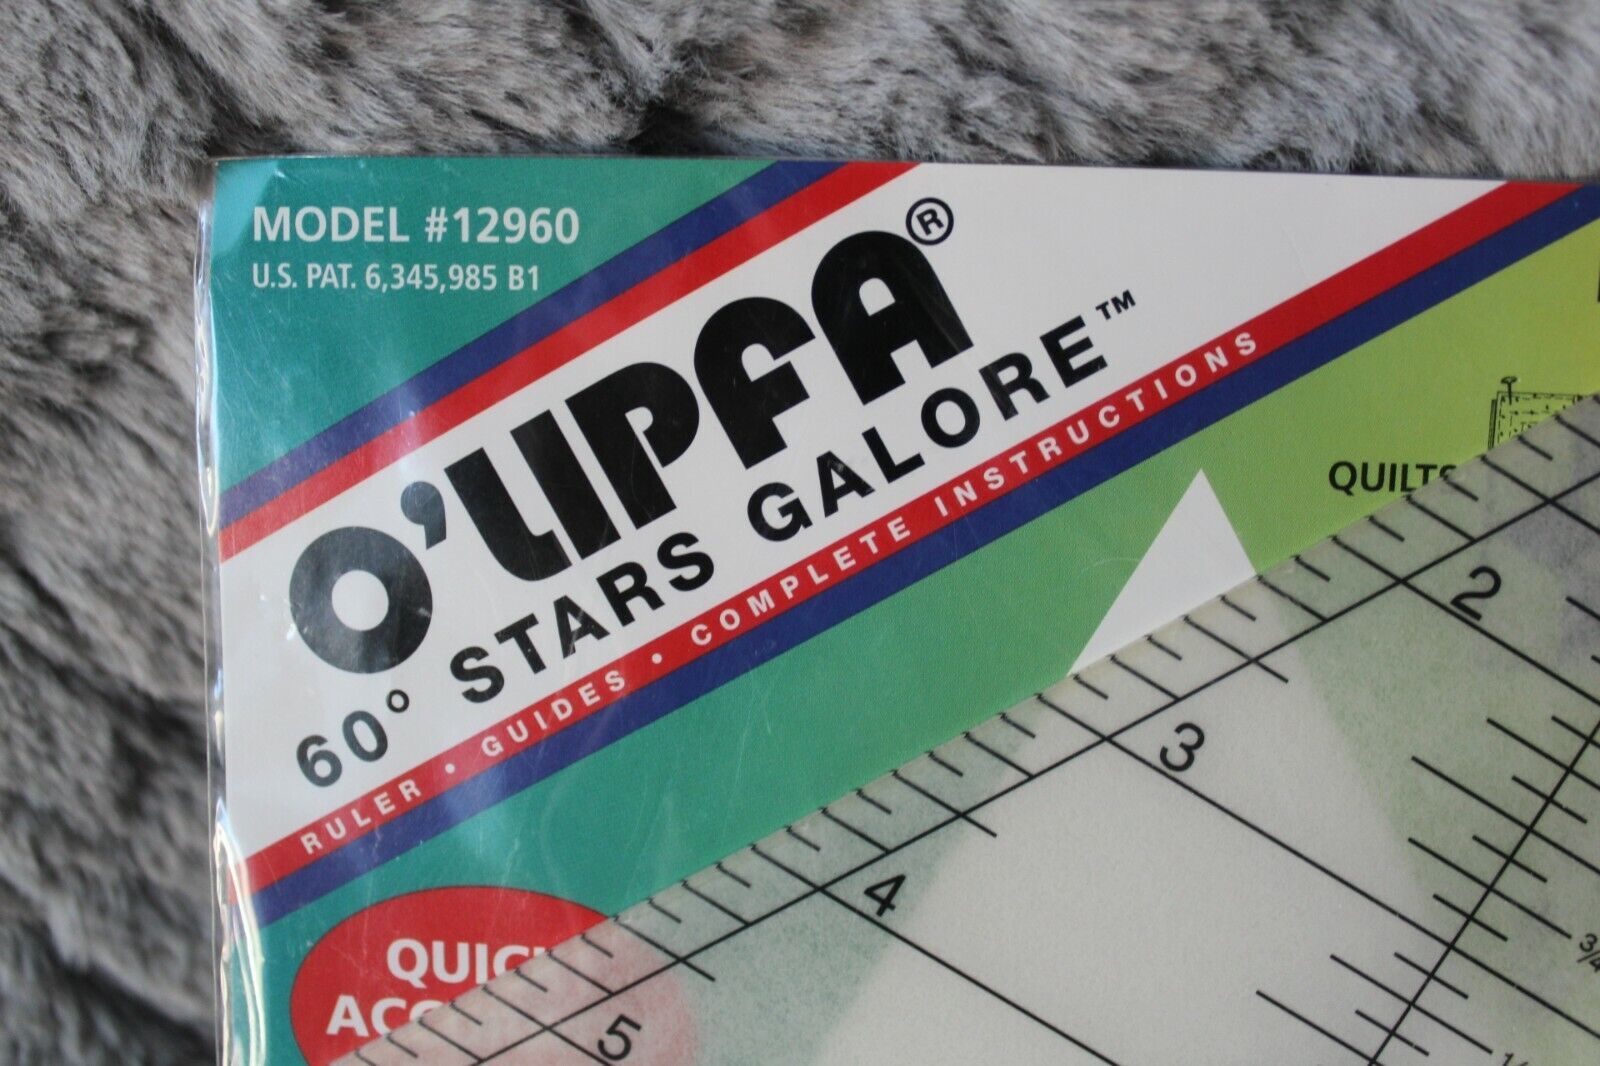 MODEL #12960
U.S. PAT. 6,345,985 B1
O'LIPFA®
60° STARS GALORE™
RULER • GUIDES • COMPLETE INSTRUCTIONS
QUILTS
2
3
4
3/4
5